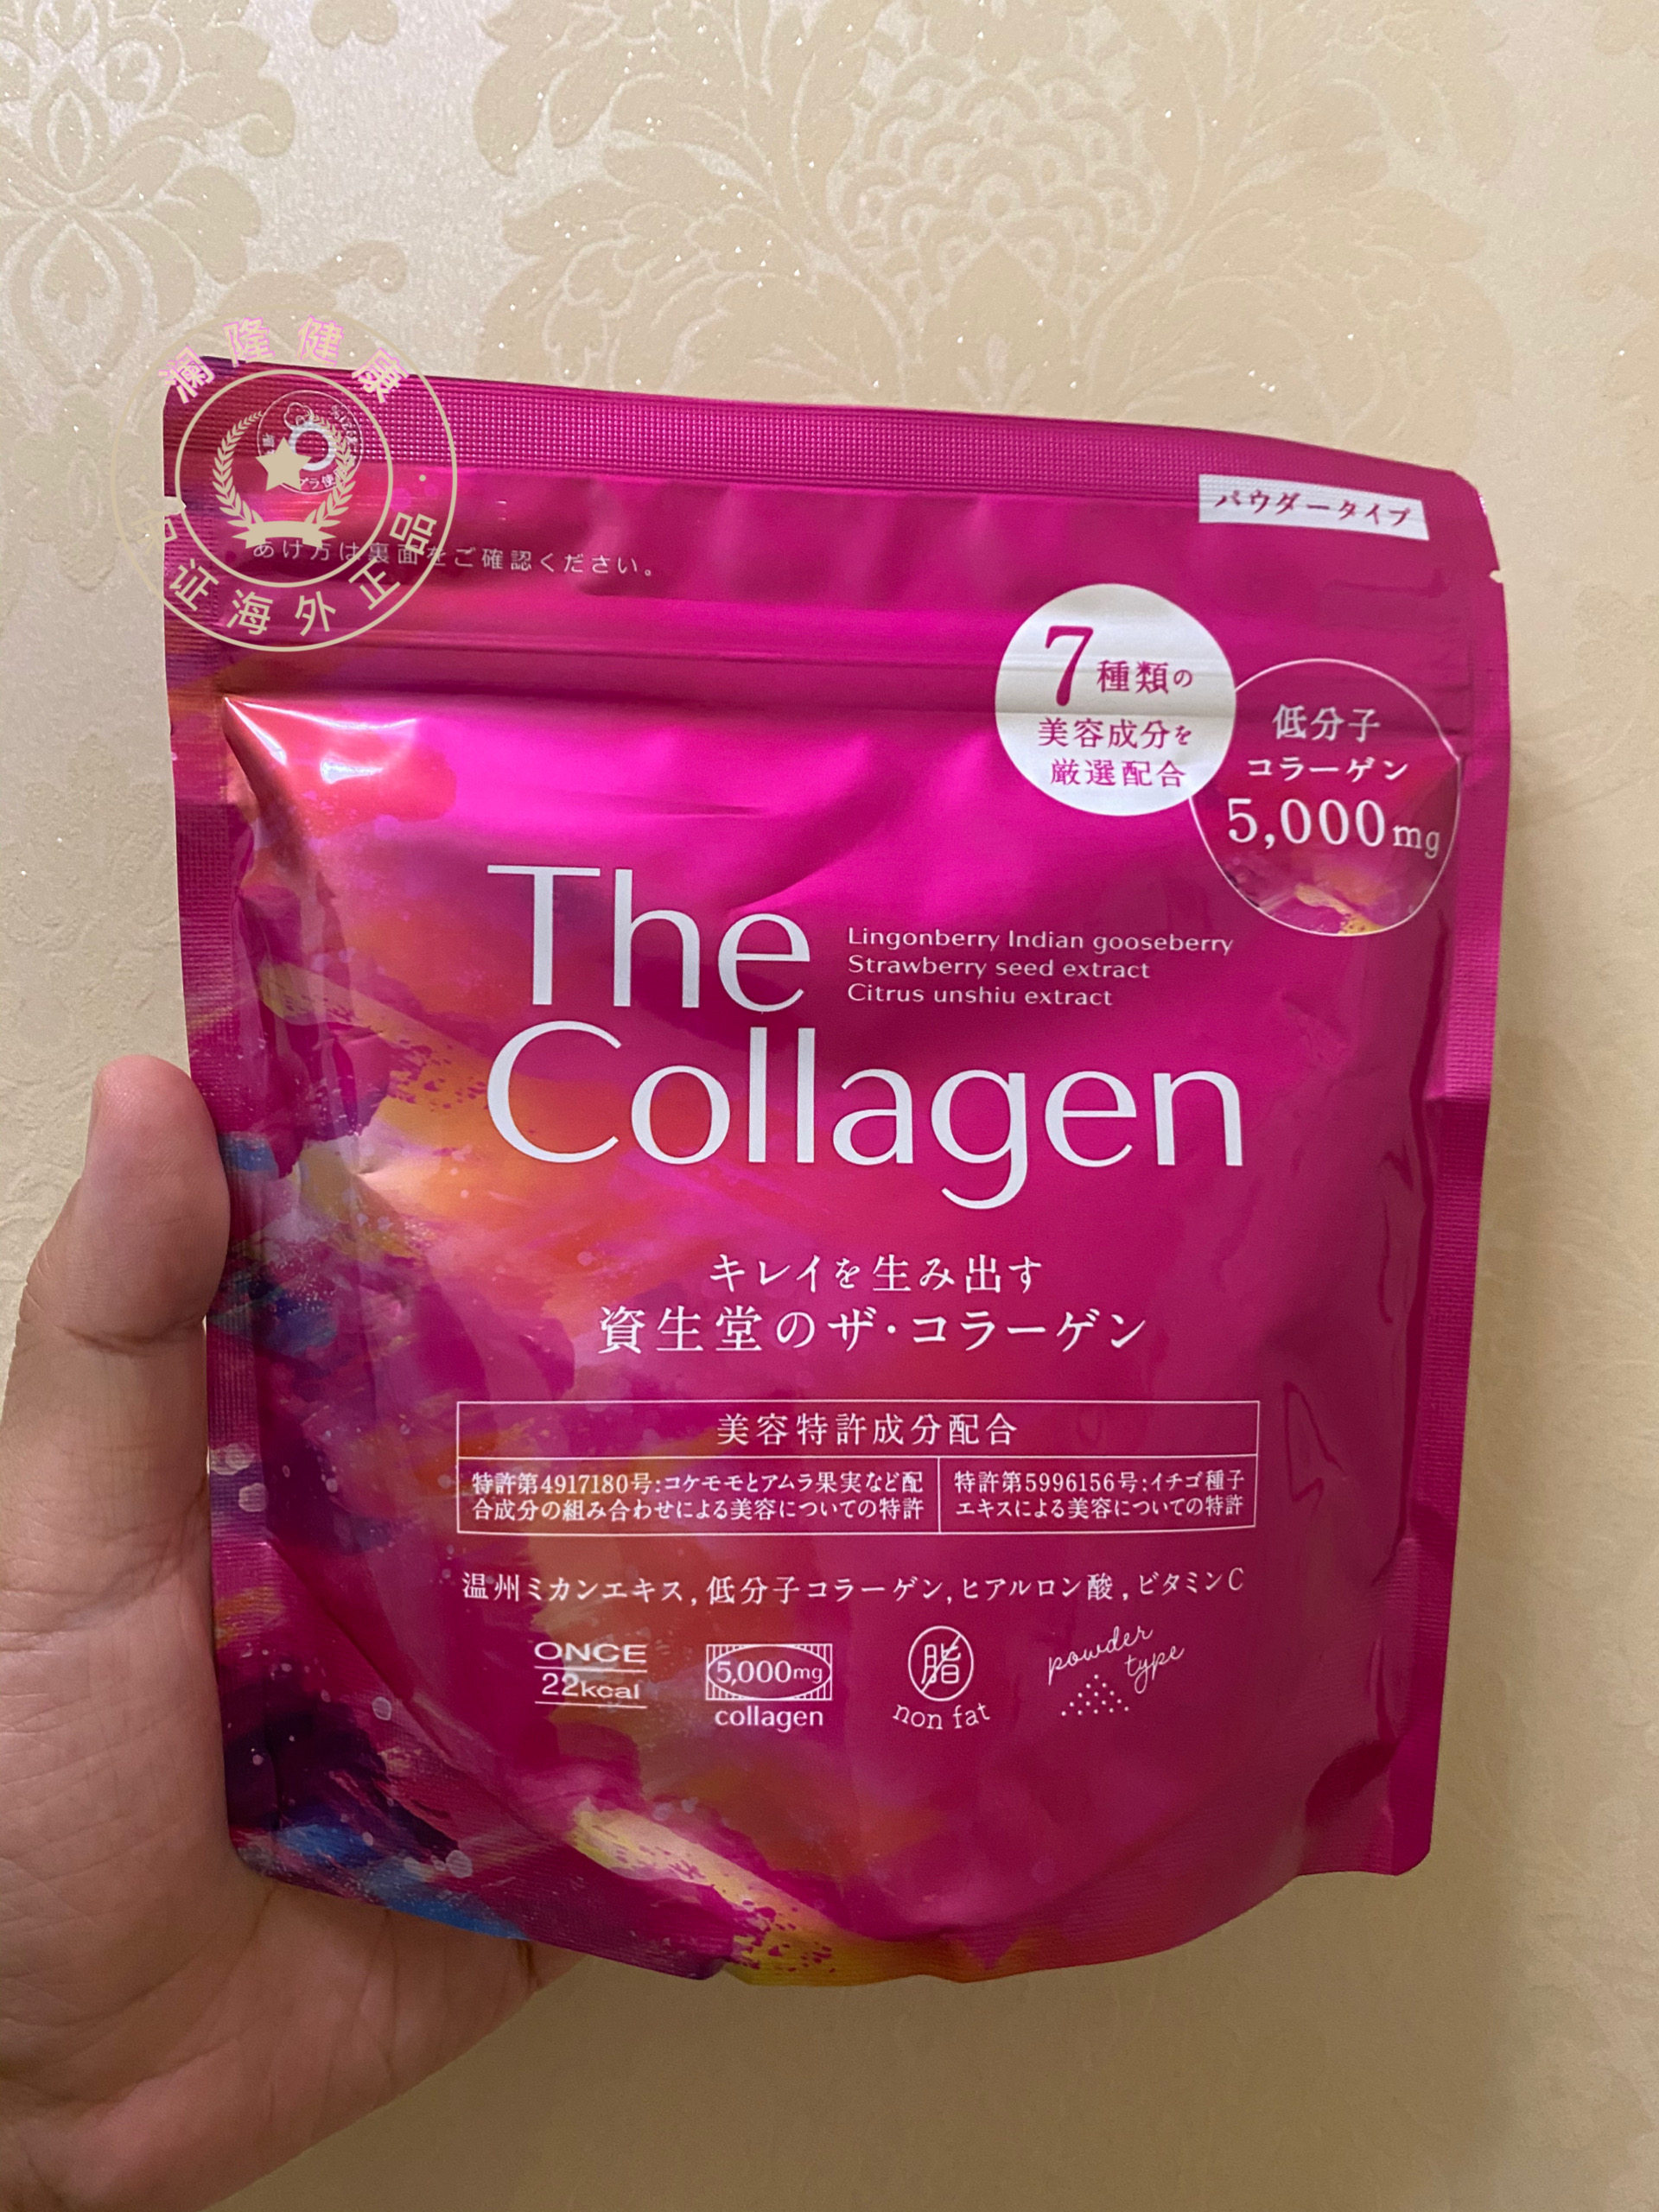 澜隆健康
证海外正品
あけ方は裏面をご確認ください。
パウダータイプ
7種類の
美容成分を
厳選配合
低分子
コラーゲン
5,000mg
The
Collagen
Lingonberry Indian gooseberry
Strawberry seed extract
Citrus unshiu extract
キレイを生み出す
資生堂のザ・コラーゲン
美容特許成分配合
特許第4917180号:コケモモとアムラ果実など配
合成分の組み合わせによる美容についての特許
特許第5996156号:イチゴ種子
エキスによる美容についての特許
温州ミカンエキス,低分子コラーゲン,ヒアルロン酸,ビタミンC
ONCE
22kcal
5,000mg
collagen
脂
non fat
powder
type